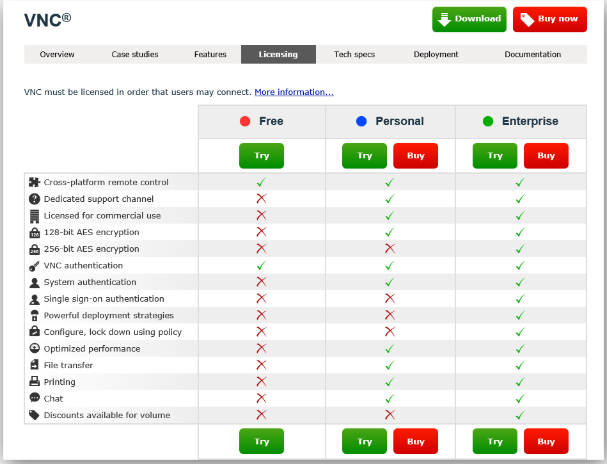 VNC®
Download
Buy now
Overview Case studies Features Licensing Tech specs Deployment Documentation
VNC must be licensed in order that users may connect. More information...
Free Personal Enterprise
Try Try Buy Try Buy
Cross-platform remote control
Dedicated support channel
Licensed for commercial use
128-bit AES encryption
256-bit AES encryption
VNC authentication
System authentication
Single sign-on authentication
Powerful deployment strategies
Configure, lock down using policy
Optimized performance
File transfer
Printing
Chat
Discounts available for volume
Try Try Buy Try Buy